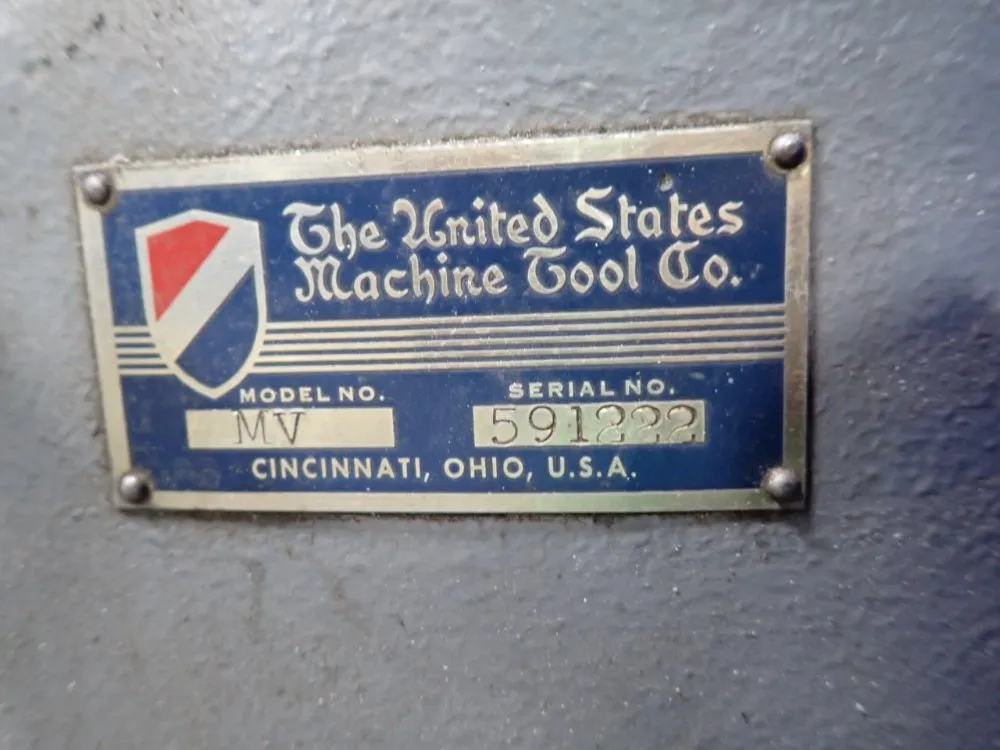 The United States
Machine Tool Co.
MODEL NO. SERIAL NO.
MV 591222
CINCINNATI, OHIO, U.S.A.